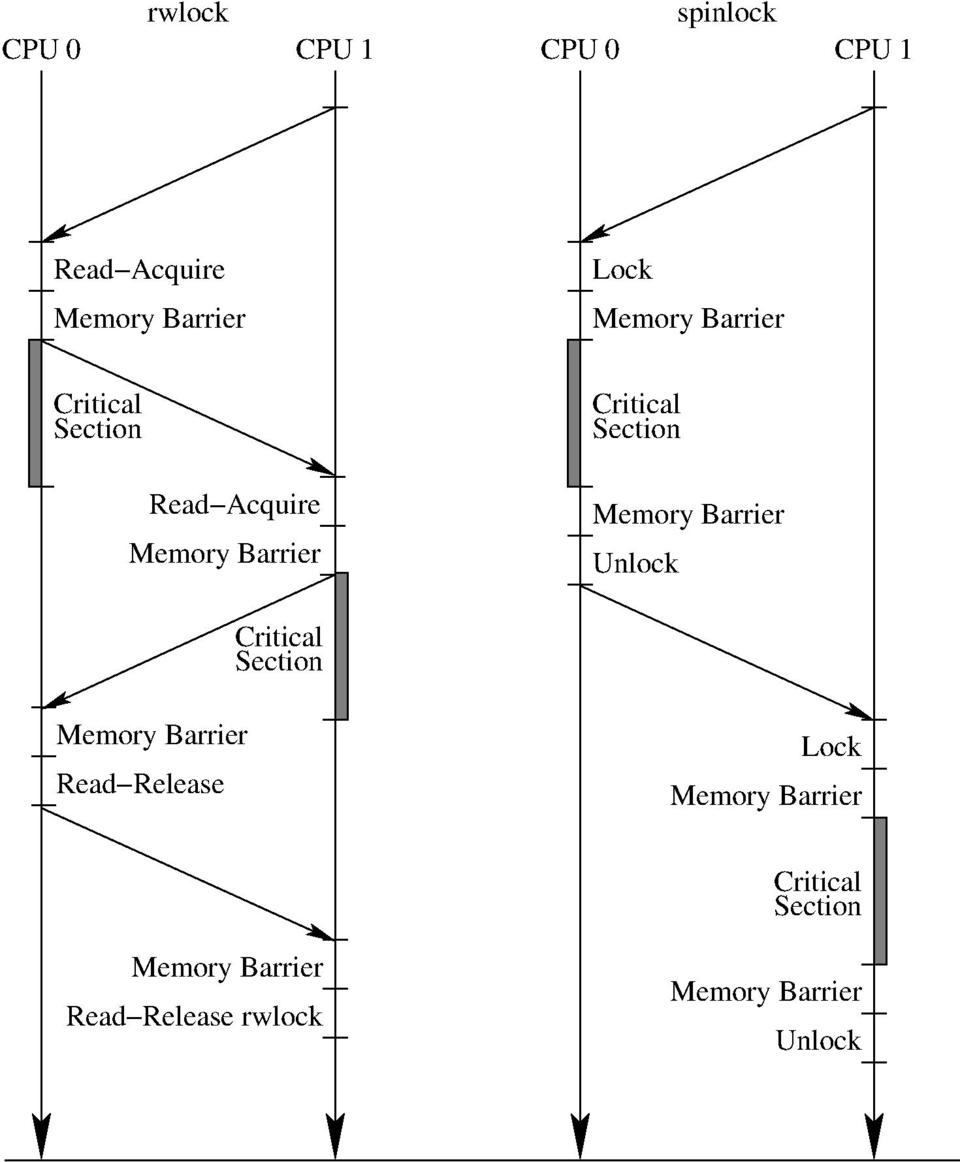 rwlock
CPU 0
CPU 1
Read−Acquire
Memory Barrier
Critical
Section
Read−Acquire
Memory Barrier
Critical
Section
Memory Barrier
Read−Release
Memory Barrier
Read−Release rwlock
spinlock
CPU 0
CPU 1
Lock
Memory Barrier
Critical
Section
Memory Barrier
Unlock
Lock
Memory Barrier
Critical
Section
Memory Barrier
Unlock